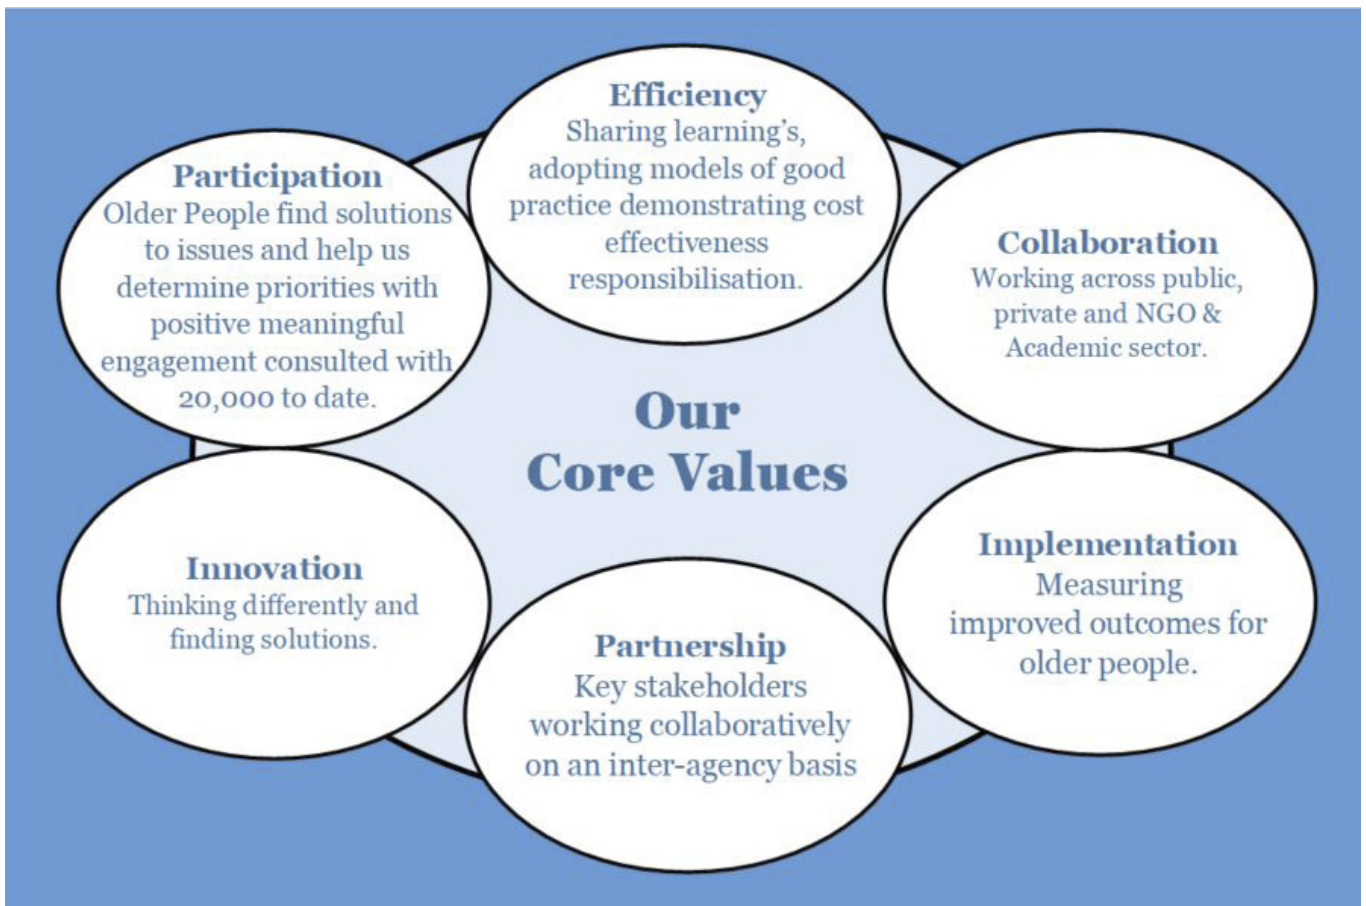 Efficiency
Sharing learning's,
adopting models of good
practice demonstrating cost
effectiveness
responsibilisation.
Participation
Older People find solutions
to issues and help us
determine priorities with
positive meaningful
engagement consulted with
20,000 to date.
Collaboration
Working across public,
private and NGO &
Academic sector.
Our
Core Values
Innovation
Thinking differently and
finding solutions.
Implementation
Measuring
improved outcomes for
older people.
Partnership
Key stakeholders
working collaboratively
on an inter-agency basis